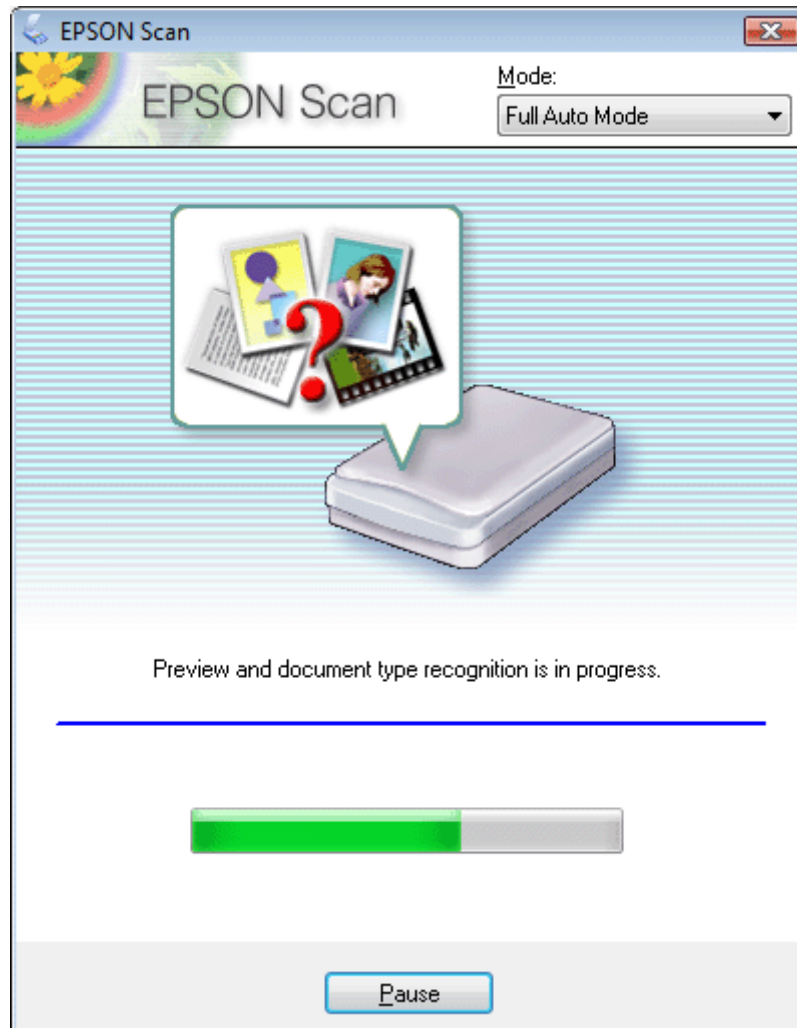 EPSON Scan
EPSON Scan
Mode:
Full Auto Mode
?
Preview and document type recognition is in progress.
Pause